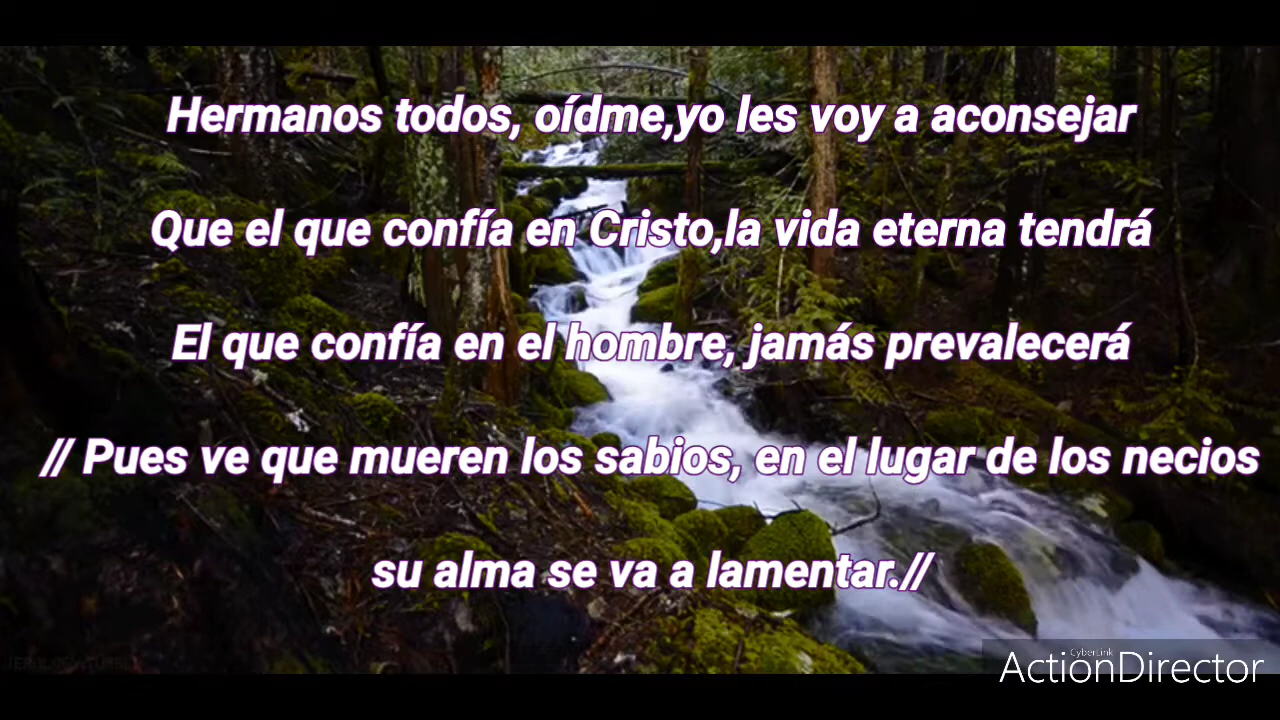 Hermanos todos, oídme,yo les voy a aconsejar
Que el que confía en Cristo,la vida eterna tendrá
El que confía en el hombre, jamás prevalecerá
// Pues ve que mueren los sabios, en el lugar de los necios
su alma se va a lamentar.//
CyberLink
ActionDirector